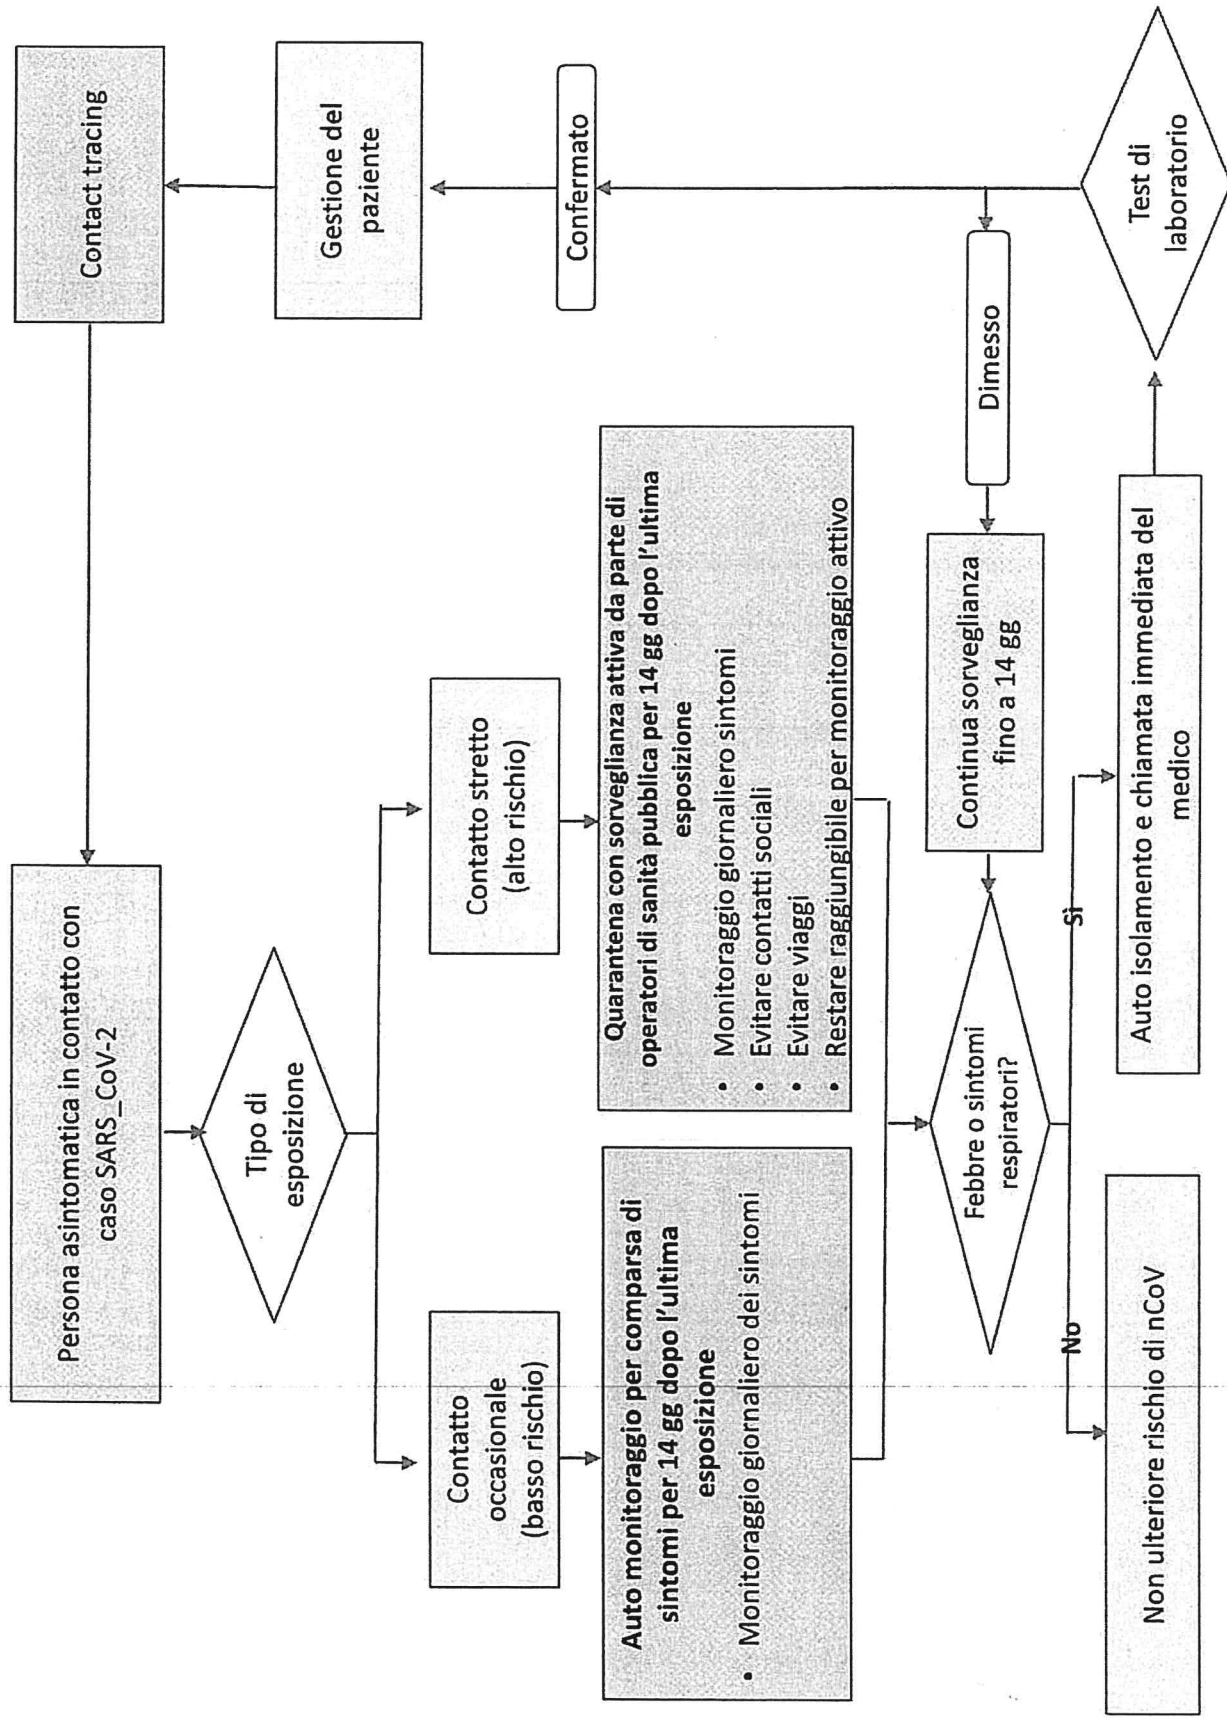 Persona asintomatica in contatto con
caso SARS_CoV-2
Contact tracing
Tipo di
esposizione
Gestione del
paziente
Contatto
occasionale
(basso rischio)
Contatto stretto
(alto rischio)
Confermato
Auto monitoraggio per comparsa di
sintomi per 14 gg dopo l'ultima
esposizione
• Monitoraggio giornaliero dei sintomi
Quarantena con sorveglianza attiva da parte di
operatori di sanità pubblica per 14 gg dopo l'ultima
esposizione
• Monitoraggio giornaliero sintomi
• Evitare contatti sociali
• Evitare viaggi
• Restare raggiungibile per monitoraggio attivo
Febbre o sintomi
respiratori?
Continua sorveglianza
fino a 14 gg
Dimesso
No
Sì
Non ulteriore rischio di nCoV
Auto isolamento e chiamata immediata del
medico
Test di
laboratorio